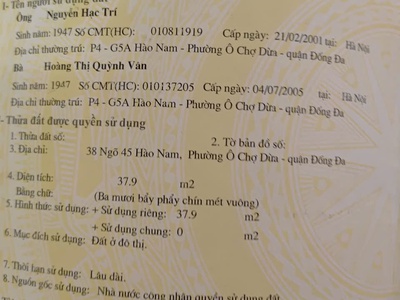 I- Tên người sử dụng đất
Ông Nguyễn Hạc Trí
Sinh năm: 1947 Số CMT(HC): 010811919 Cấp ngày: 21/02/2001 tại: Hà Nội
Địa chỉ thường trú: P4 - G5A Hào Nam - Phường Ô Chợ Dừa - quận Đống Đa
Bà Hoàng Thị Quỳnh Vân
Sinh năm: 1947 Số CMT(HC): 010137205 Cấp ngày: 04/07/2005 tại: Hà Nội
Địa chỉ thường trú: P4 - G5A Hào Nam - Phường Ô Chợ Dừa - quận Đống Đa
- Thửa đất được quyền sử dụng
1. Thửa đất số: 2. Tờ bản đồ số:
3. Địa chỉ: 38 Ngõ 45 Hào Nam, Phường Ô Chợ Dừa - quận Đống Đa
4. Diện tích: 37.9 m2
Bằng chữ: (Ba mươi bẩy phẩy chín mét vuông)
5. Hình thức sử dụng: + Sử dụng riêng: 37.9 m2
+ Sử dụng chung: 0 m2
6. Mục đích sử dụng: Đất ở đô thị.
7. Thời hạn sử dụng: Lâu dài.
8. Nguồn gốc sử dụng: Nhà nước công nhận quyền sử dụng đất